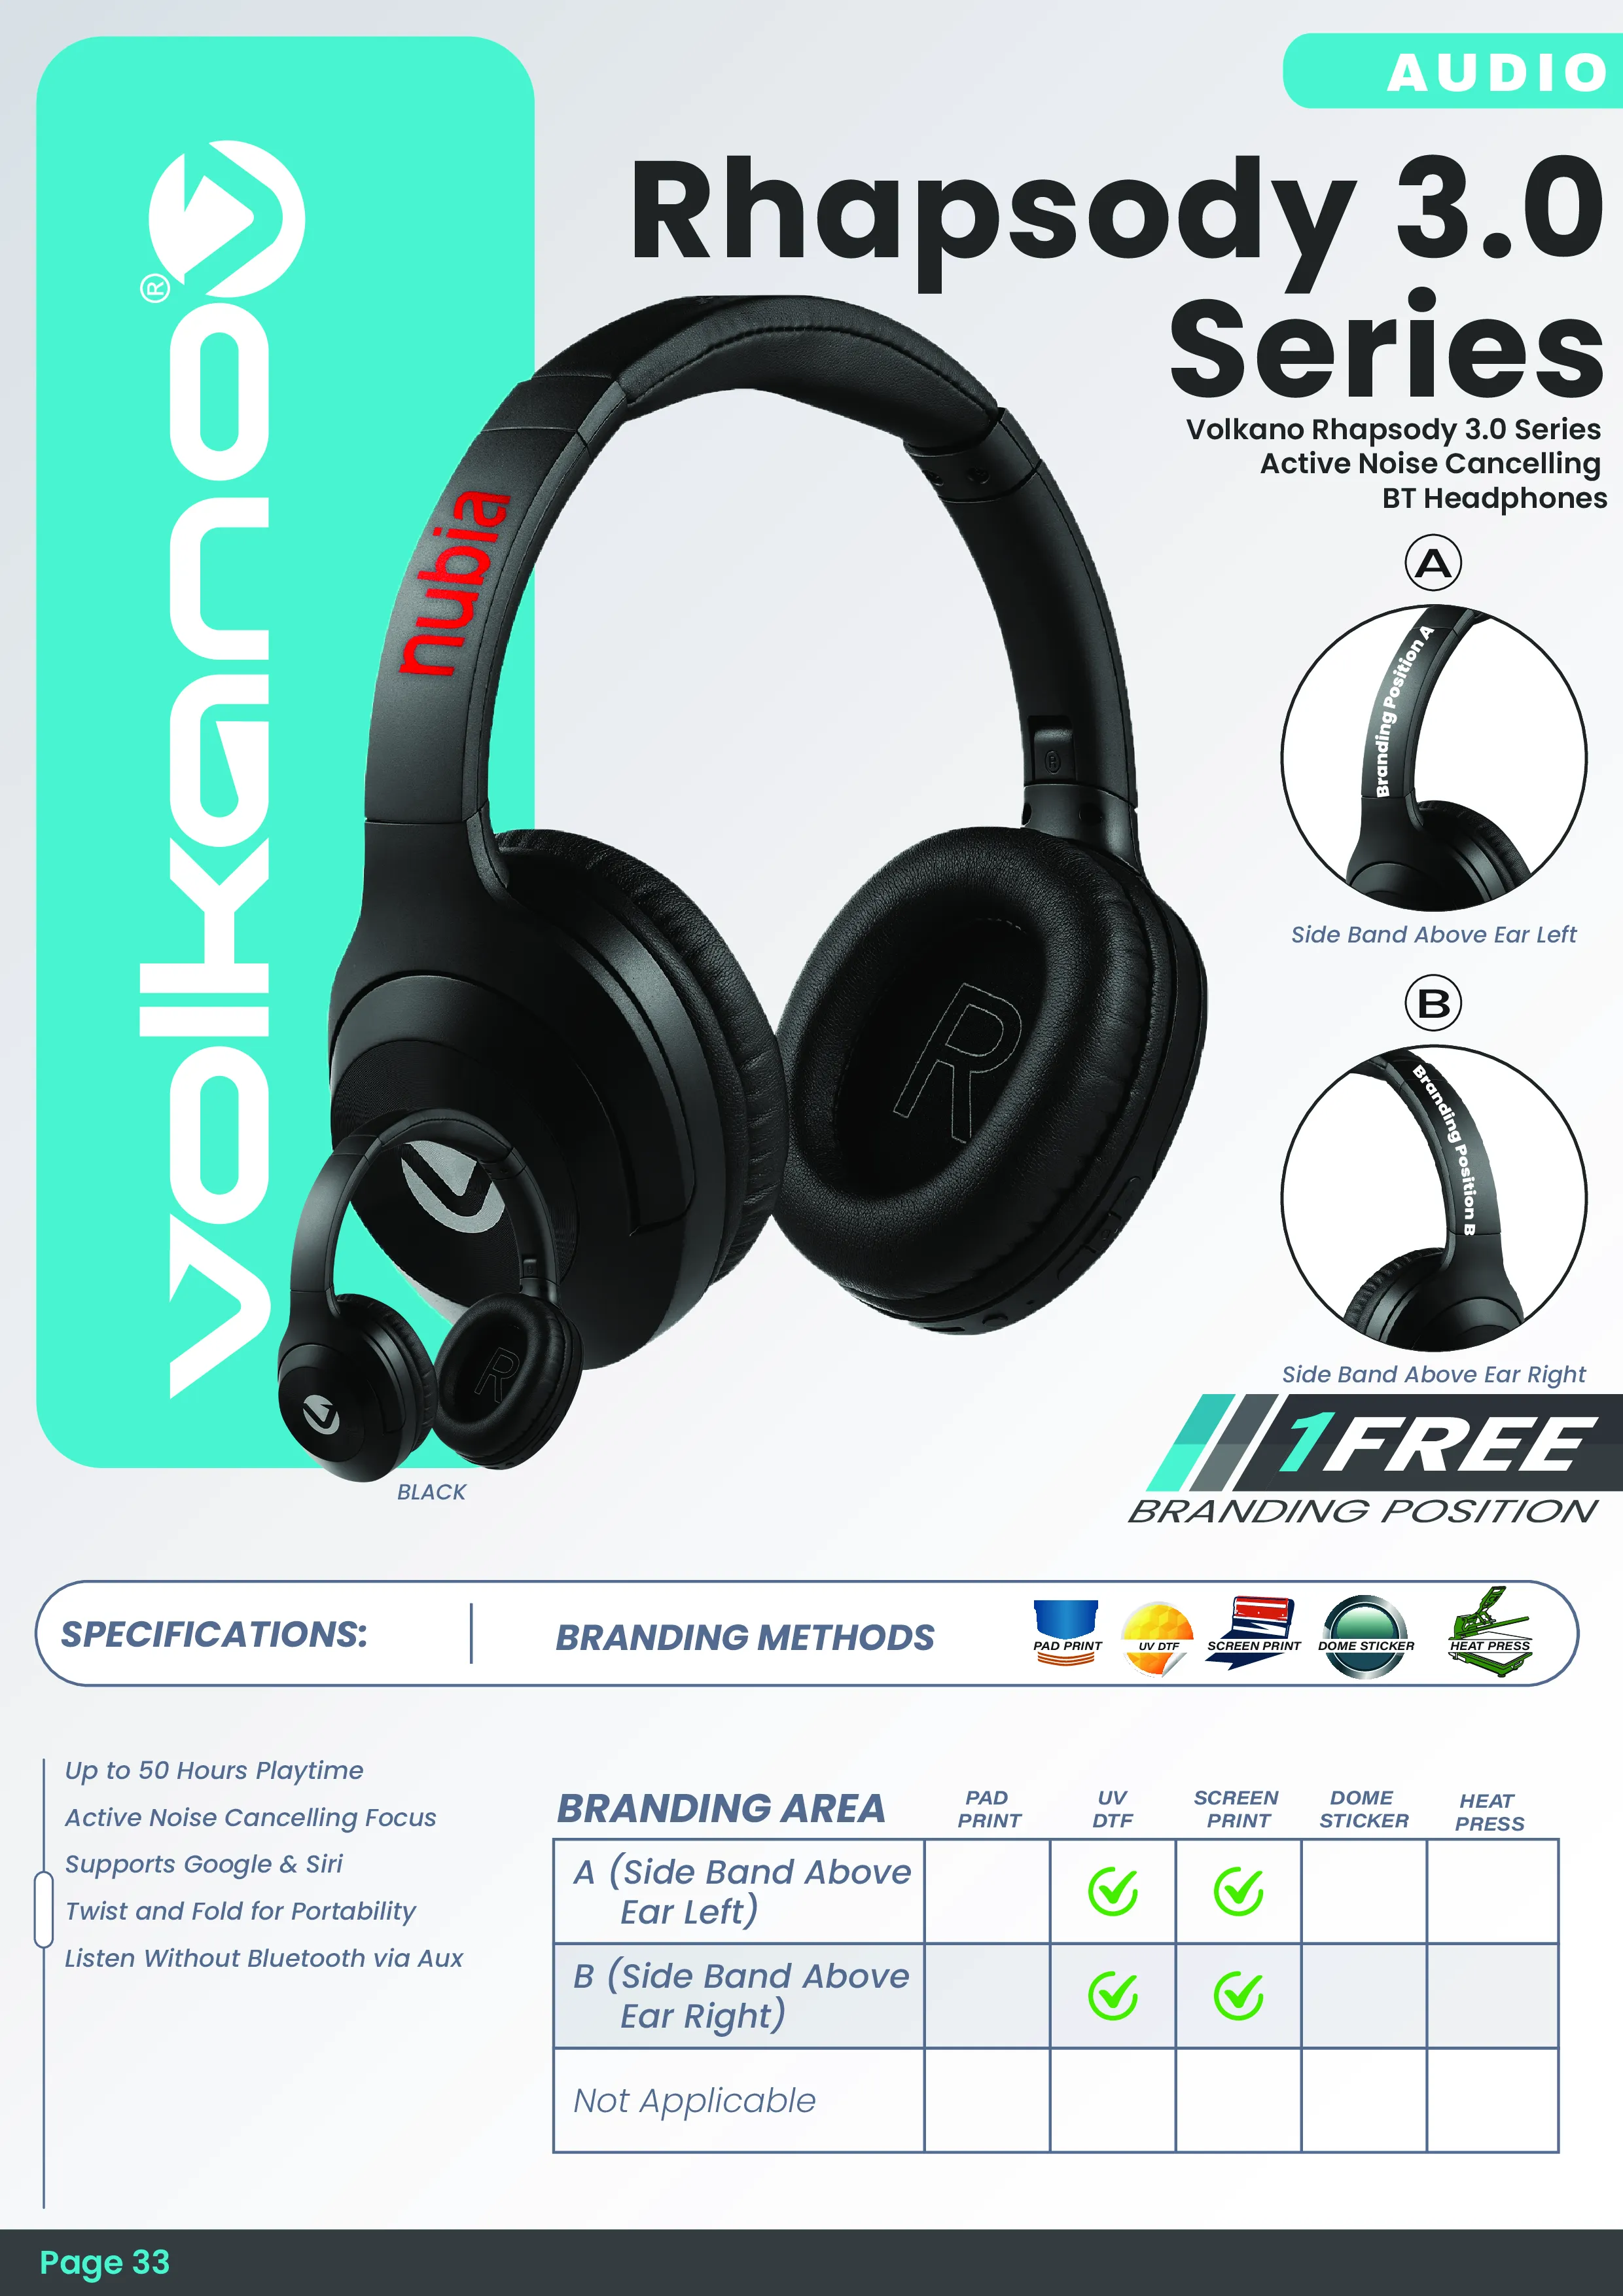 AUDIO
volkano®
Rhapsody 3.0
Series
Volkano Rhapsody 3.0 Series
Active Noise Cancelling
BT Headphones
nubia
A
Branding Position A
Side Band Above Ear Left
R
B
Branding Position B
Side Band Above Ear Right
R
BLACK
1FREE
BRANDING POSITION
SPECIFICATIONS:
BRANDING METHODS
PAD PRINT
UV DTF
SCREEN PRINT
DOME STICKER
HEAT PRESS
Up to 50 Hours Playtime
Active Noise Cancelling Focus
Supports Google & Siri
Twist and Fold for Portability
Listen Without Bluetooth via Aux
BRANDING AREA
PAD
PRINT
UV
DTF
SCREEN
PRINT
DOME
STICKER
HEAT
PRESS
A (Side Band Above
Ear Left)
B (Side Band Above
Ear Right)
Not Applicable
Page 33